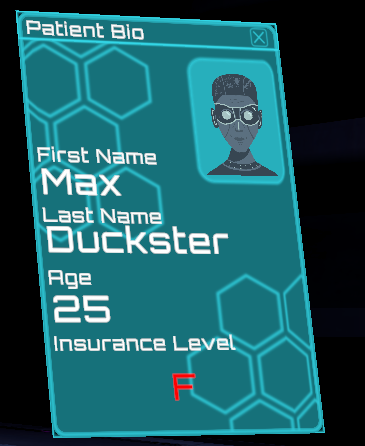 Patient Bio
First Name
Max
Last Name
Duckster
Age
25
Insurance Level
F